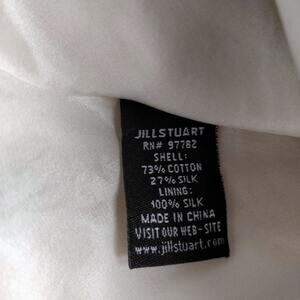 JILLSTUART
RN# 97782
SHELL:
73% COTTON
27% SILK
LINING:
100% SILK
MADE IN CHINA
VISIT OUR WEB-SITE
www.jillstuart.com